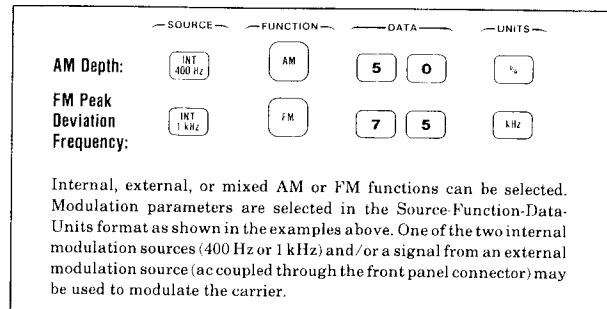 SOURCE FUNCTION DATA UNITS
AM Depth: INT 400 Hz AM 5 0 %
FM Peak Deviation Frequency: INT 1 kHz FM 7 5 kHz
Internal, external, or mixed AM or FM functions can be selected.
Modulation parameters are selected in the Source-Function-Data-
Units format as shown in the examples above. One of the two internal
modulation sources (400 Hz or 1 kHz) and/or a signal from an external
modulation source (ac coupled through the front panel connector) may
be used to modulate the carrier.